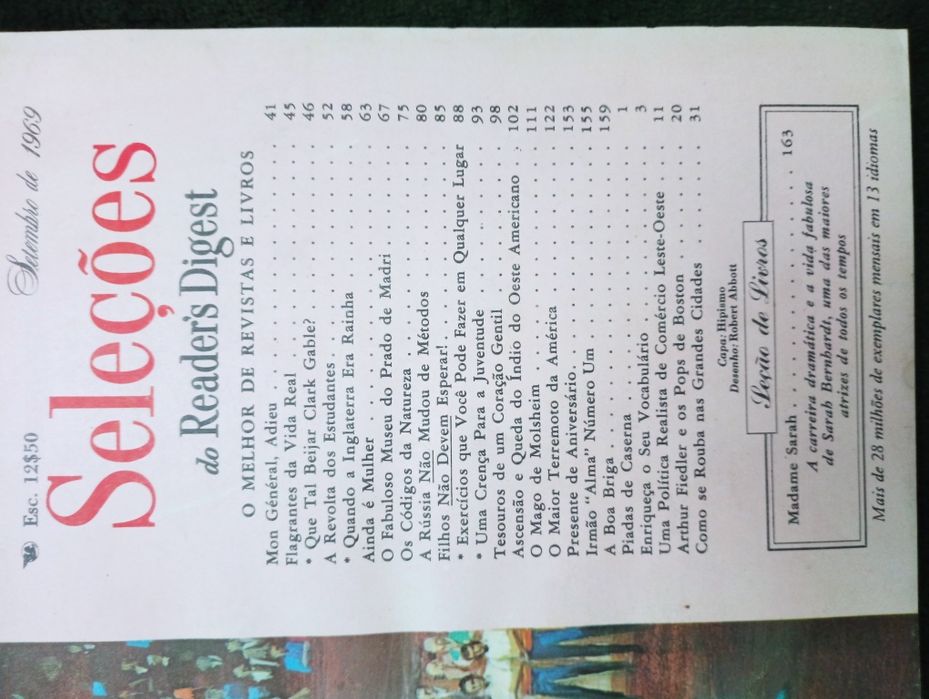 Esc. 12$50 Setembro de 1969
Seleções
do Reader's Digest
O MELHOR DE REVISTAS E LIVROS
Mon Général, Adieu . . . . . . . . . . 41
Flagrantes da Vida Real . . . . . . . . . . 45
* Que Tal Beijar Clark Gable? . . . . . . . . . . 46
A Revolta dos Estudantes . . . . . . . . . . 52
* Quando a Inglaterra Era Rainha . . . . . . . . . . 58
Ainda é Mulher . . . . . . . . . . 63
O Fabuloso Museu do Prado de Madri . . . . . . . . . . 67
Os Códigos da Natureza . . . . . . . . . . 75
A Rússia Não Mudou de Métodos . . . . . . . . . . 80
Filhos Não Devem Esperar! . . . . . . . . . . 85
* Exercícios que Você Pode Fazer em Qualquer Lugar 88
* Uma Crença Para a Juventude . . . . . . . . . . 93
Tesouros de um Coração Gentil . . . . . . . . . . 98
Ascensão e Queda do Índio do Oeste Americano . . 102
O Mago de Molsheim . . . . . . . . . . 111
O Maior Terremoto da América . . . . . . . . . . 122
Presente de Aniversário. . . . . . . . . . . 153
Irmão "Alma" Número Um . . . . . . . . . . 155
A Boa Briga . . . . . . . . . . 159
Piadas de Caserna . . . . . . . . . . 1
Enriqueça o Seu Vocabulário . . . . . . . . . . 3
Uma Política Realista de Comércio Leste-Oeste . . . 11
Arthur Fiedler e os Pops de Boston . . . . . . . . . . 20
Como se Rouba nas Grandes Cidades . . . . . . . . . . 31
Capa: Hipismo
Desenho: Robert Abbott
Seção de Livros
Madame Sarah . . . . . . . . . . 163
A carreira dramática e a vida fabulosa
de Sarah Bernhardt, uma das maiores
atrizes de todos os tempos
Mais de 28 milhões de exemplares mensais em 13 idiomas